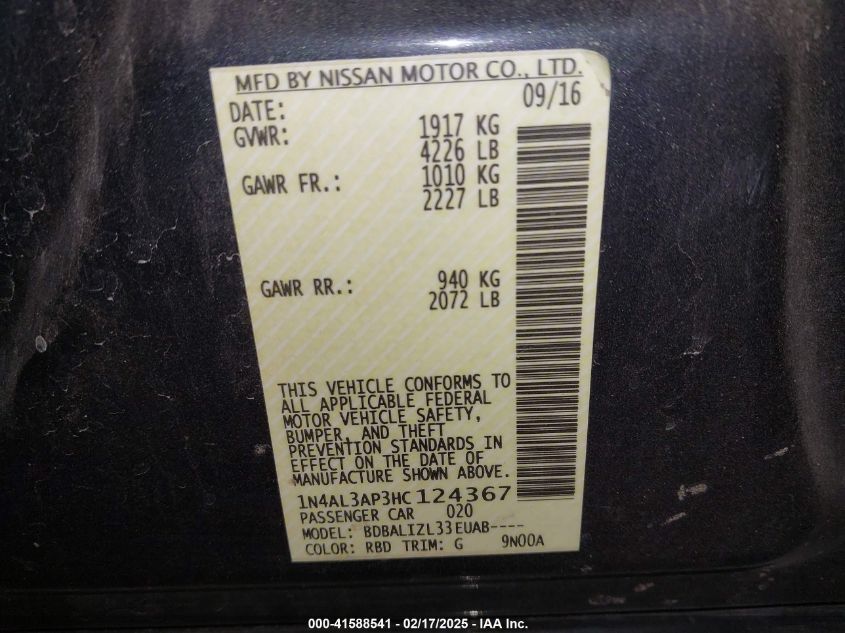 MFD BY NISSAN MOTOR CO., LTD.
DATE: 09/16
GVWR: 1917 KG
4226 LB
GAWR FR.: 1010 KG
2227 LB
GAWR RR.: 940 KG
2072 LB
THIS VEHICLE CONFORMS TO
ALL APPLICABLE FEDERAL
MOTOR VEHICLE SAFETY,
BUMPER, AND THEFT
PREVENTION STANDARDS IN
EFFECT ON THE DATE OF
MANUFACTURE SHOWN ABOVE.
1N4AL3AP3HC124367
PASSENGER CAR 020
MODEL: BDBALIZL33EUAB----
COLOR: RBD TRIM: G 9N00A
000-41588541 - 02/17/2025 - IAA Inc.